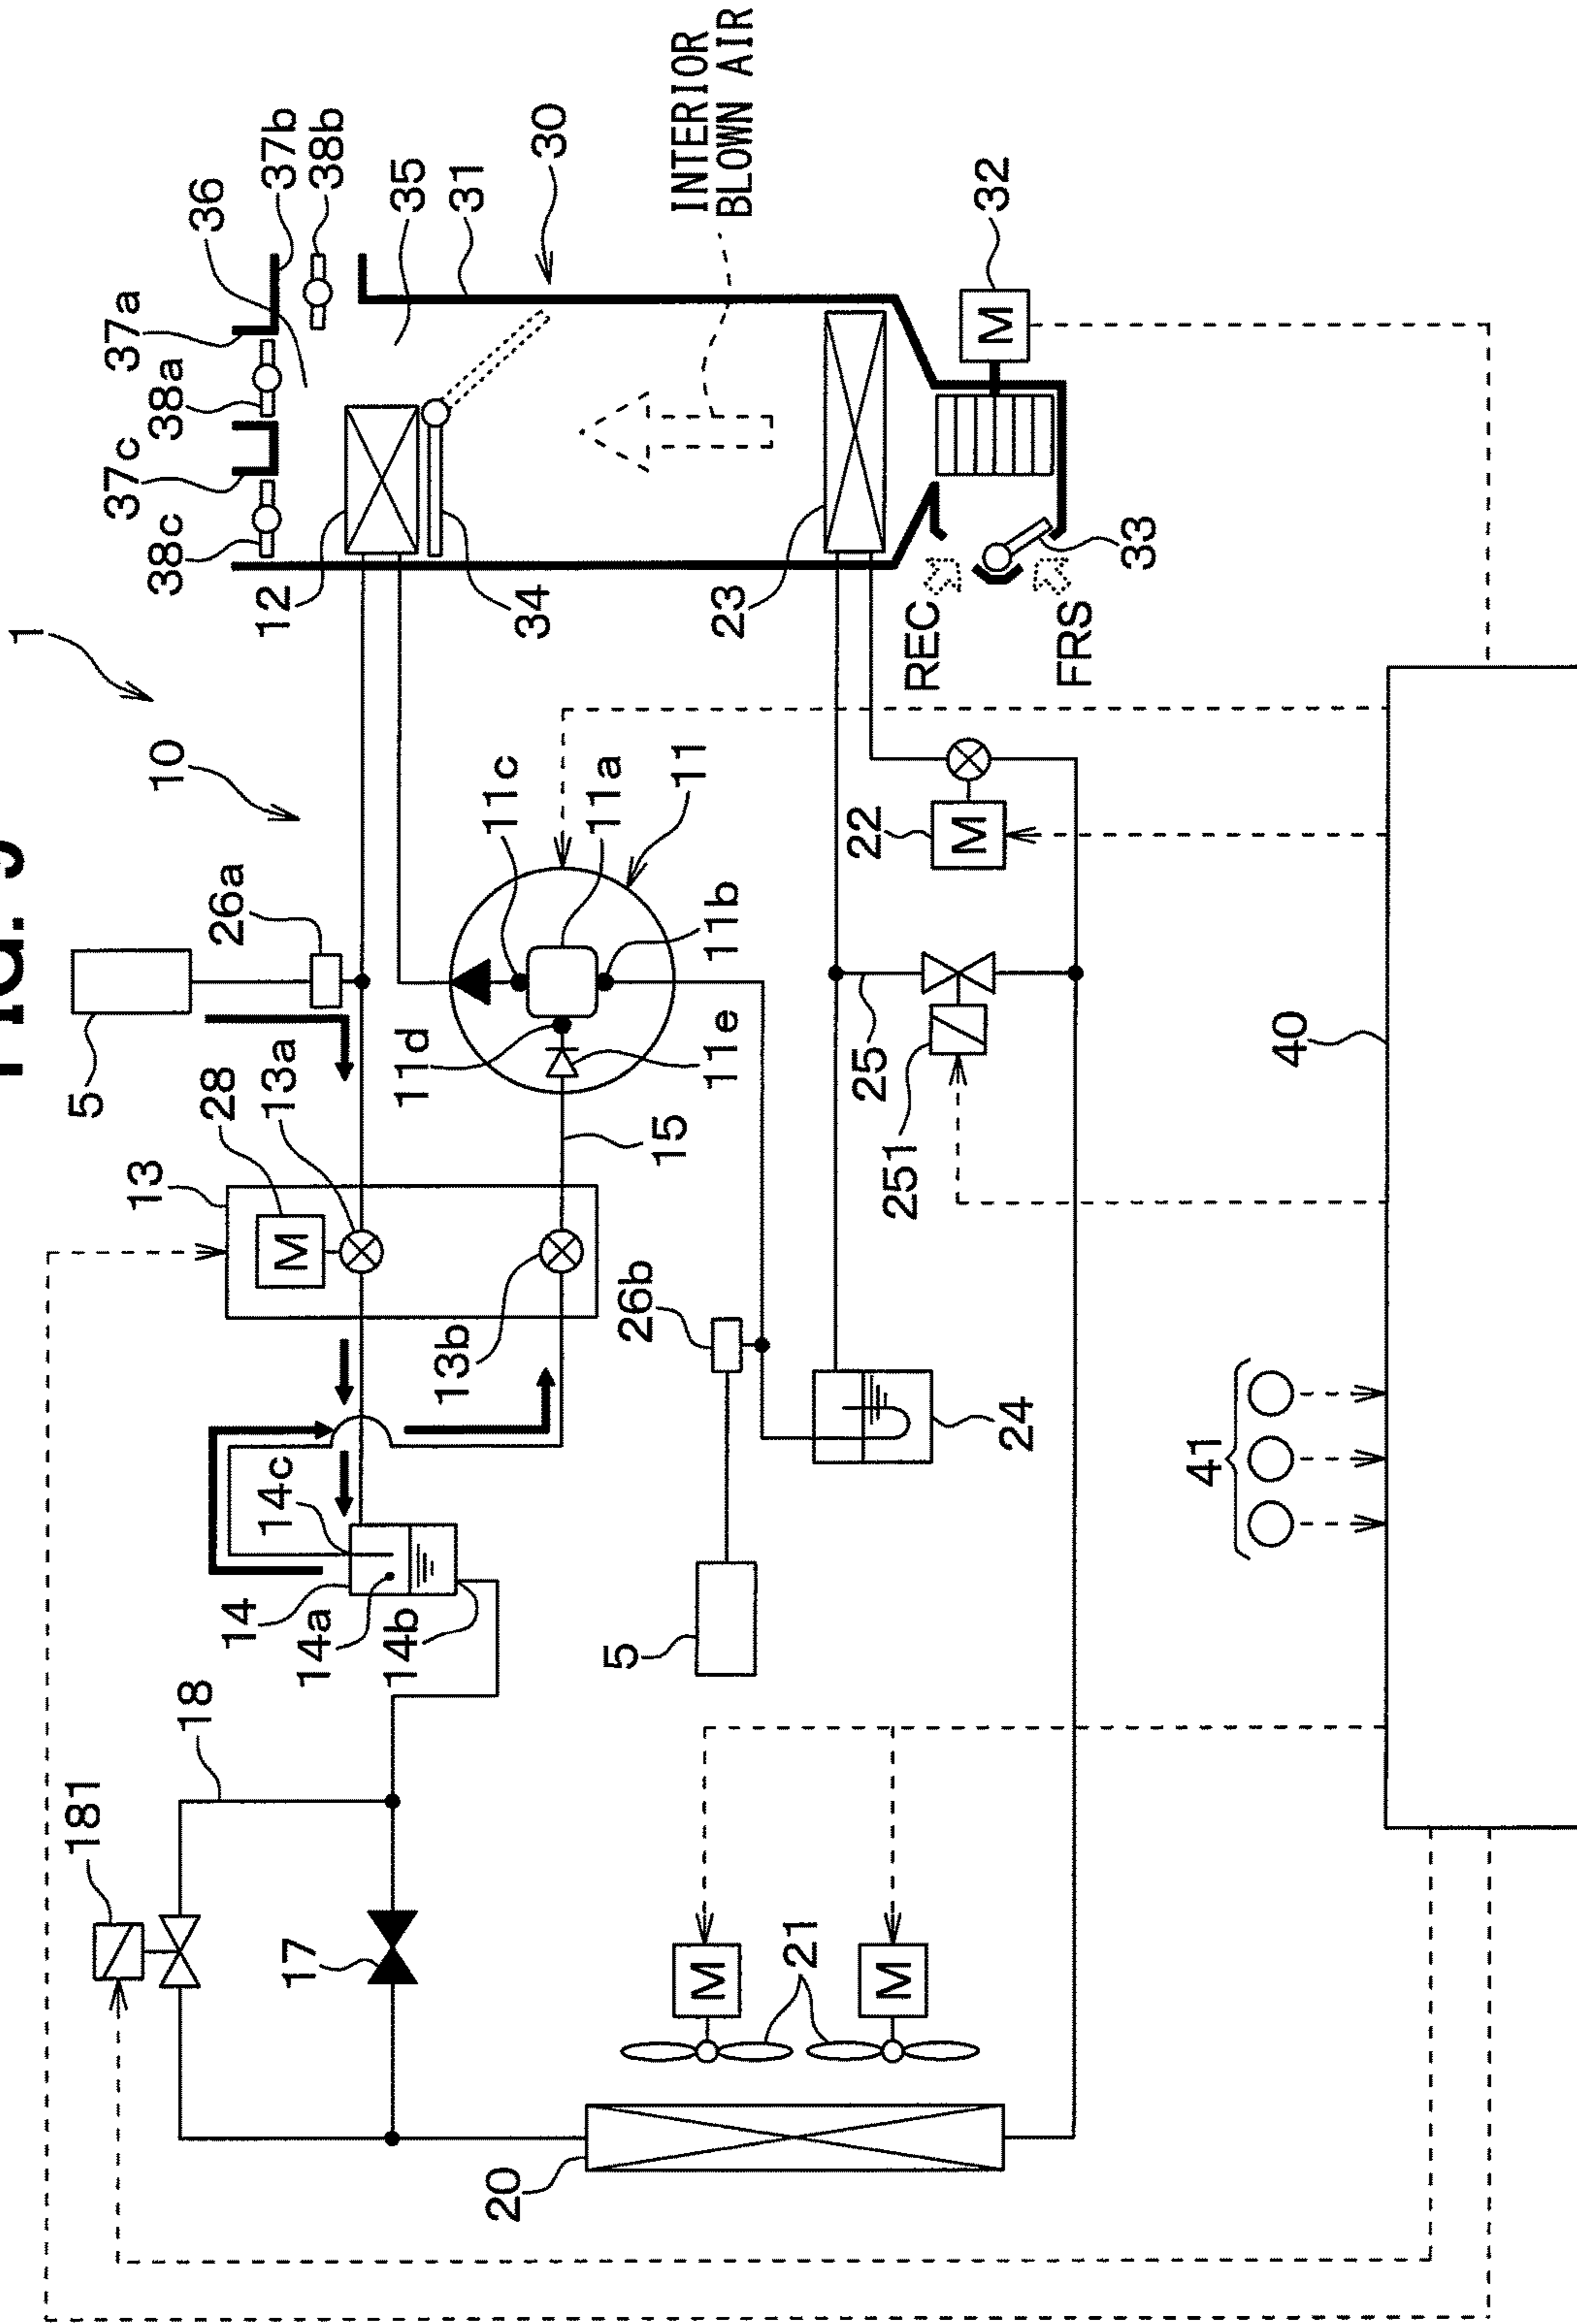 1
181
5
37a
13
10
37c
38a
38c
18
28
26a
36
14
13a
12
37b
14a
14c
17
38b
14b
35
11d
13b
31
20
11c
34
30
11a
5
26b
15
11
INTERIOR
11e
11b
23
BLOWN AIR
M
M
M
M
M
21
25
22
251
REC
32
24
FRS
33
41
40